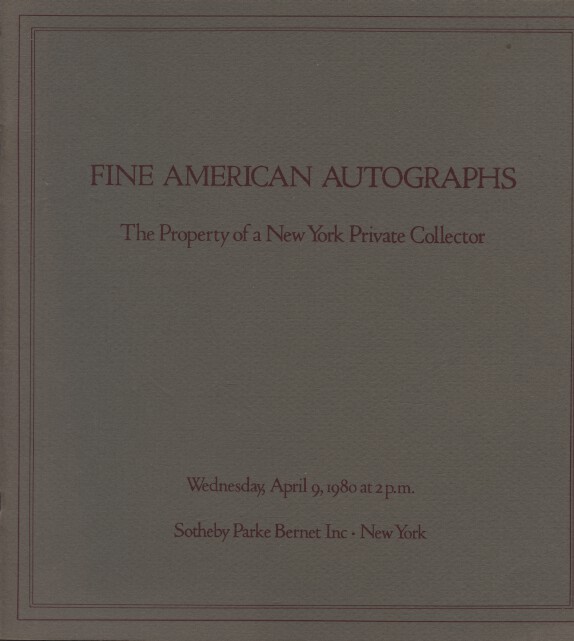 FINE AMERICAN AUTOGRAPHS
The Property of a New York Private Collector
Wednesday, April 9, 1980 at 2 p.m.
Sotheby Parke Bernet Inc · New York